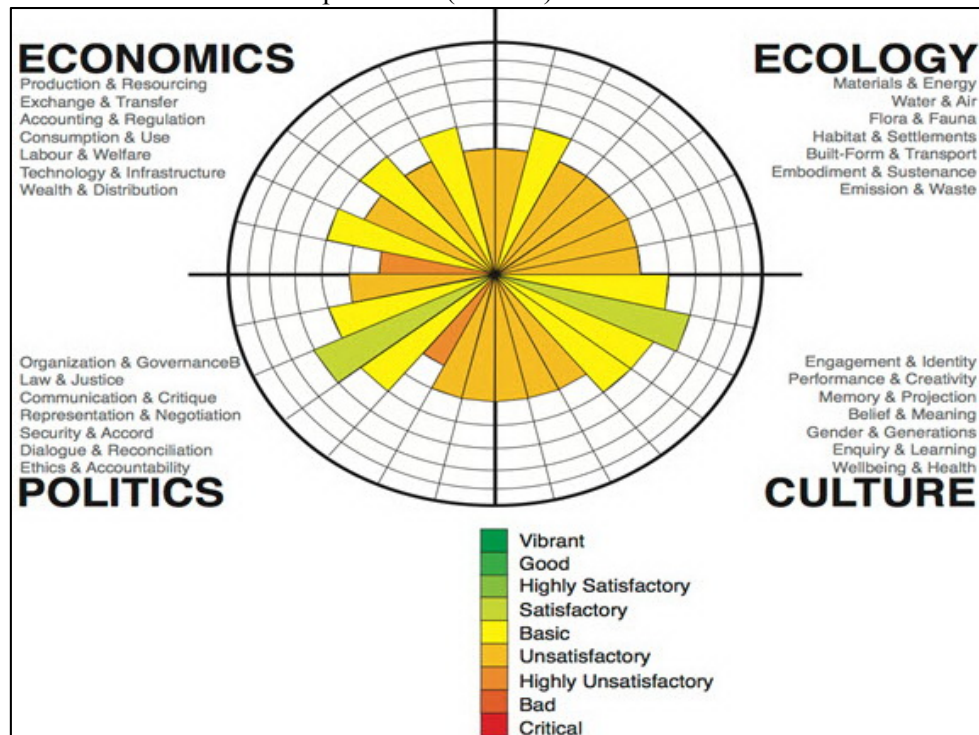 ECONOMICS
Production & Resourcing
Exchange & Transfer
Accounting & Regulation
Consumption & Use
Labour & Welfare
Technology & Infrastructure
Wealth & Distribution
ECOLOGY
Materials & Energy
Water & Air
Flora & Fauna
Habitat & Settlements
Built-Form & Transport
Embodiment & Sustenance
Emission & Waste
Organization & GovernanceB
Law & Justice
Communication & Critique
Representation & Negotiation
Security & Accord
Dialogue & Reconciliation
Ethics & Accountability
POLITICS
Engagement & Identity
Performance & Creativity
Memory & Projection
Belief & Meaning
Gender & Generations
Enquiry & Learning
Wellbeing & Health
CULTURE
Vibrant
Good
Highly Satisfactory
Satisfactory
Basic
Unsatisfactory
Highly Unsatisfactory
Bad
Critical